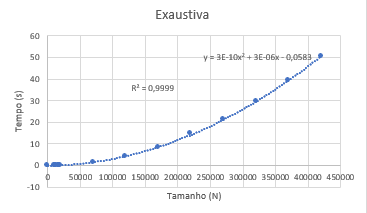 Exaustiva
60
50
40
30
20
10
0
-10
Tempo (s)
y = 3E-10x² + 3E-06x - 0,0583
R² = 0,9999
0 50000 100000 150000 200000 250000 300000 350000 400000 450000
Tamanho (N)